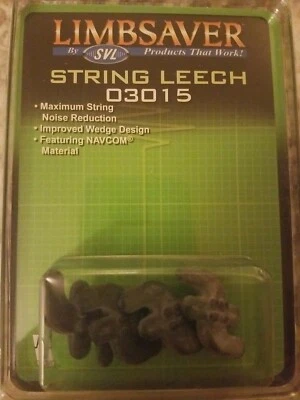 LIMBSAVER
By SVL Products That Work!
STRING LEECH
03015
• Maximum String
Noise Reduction
• Improved Wedge Design
• Featuring NAVCOM®
Material